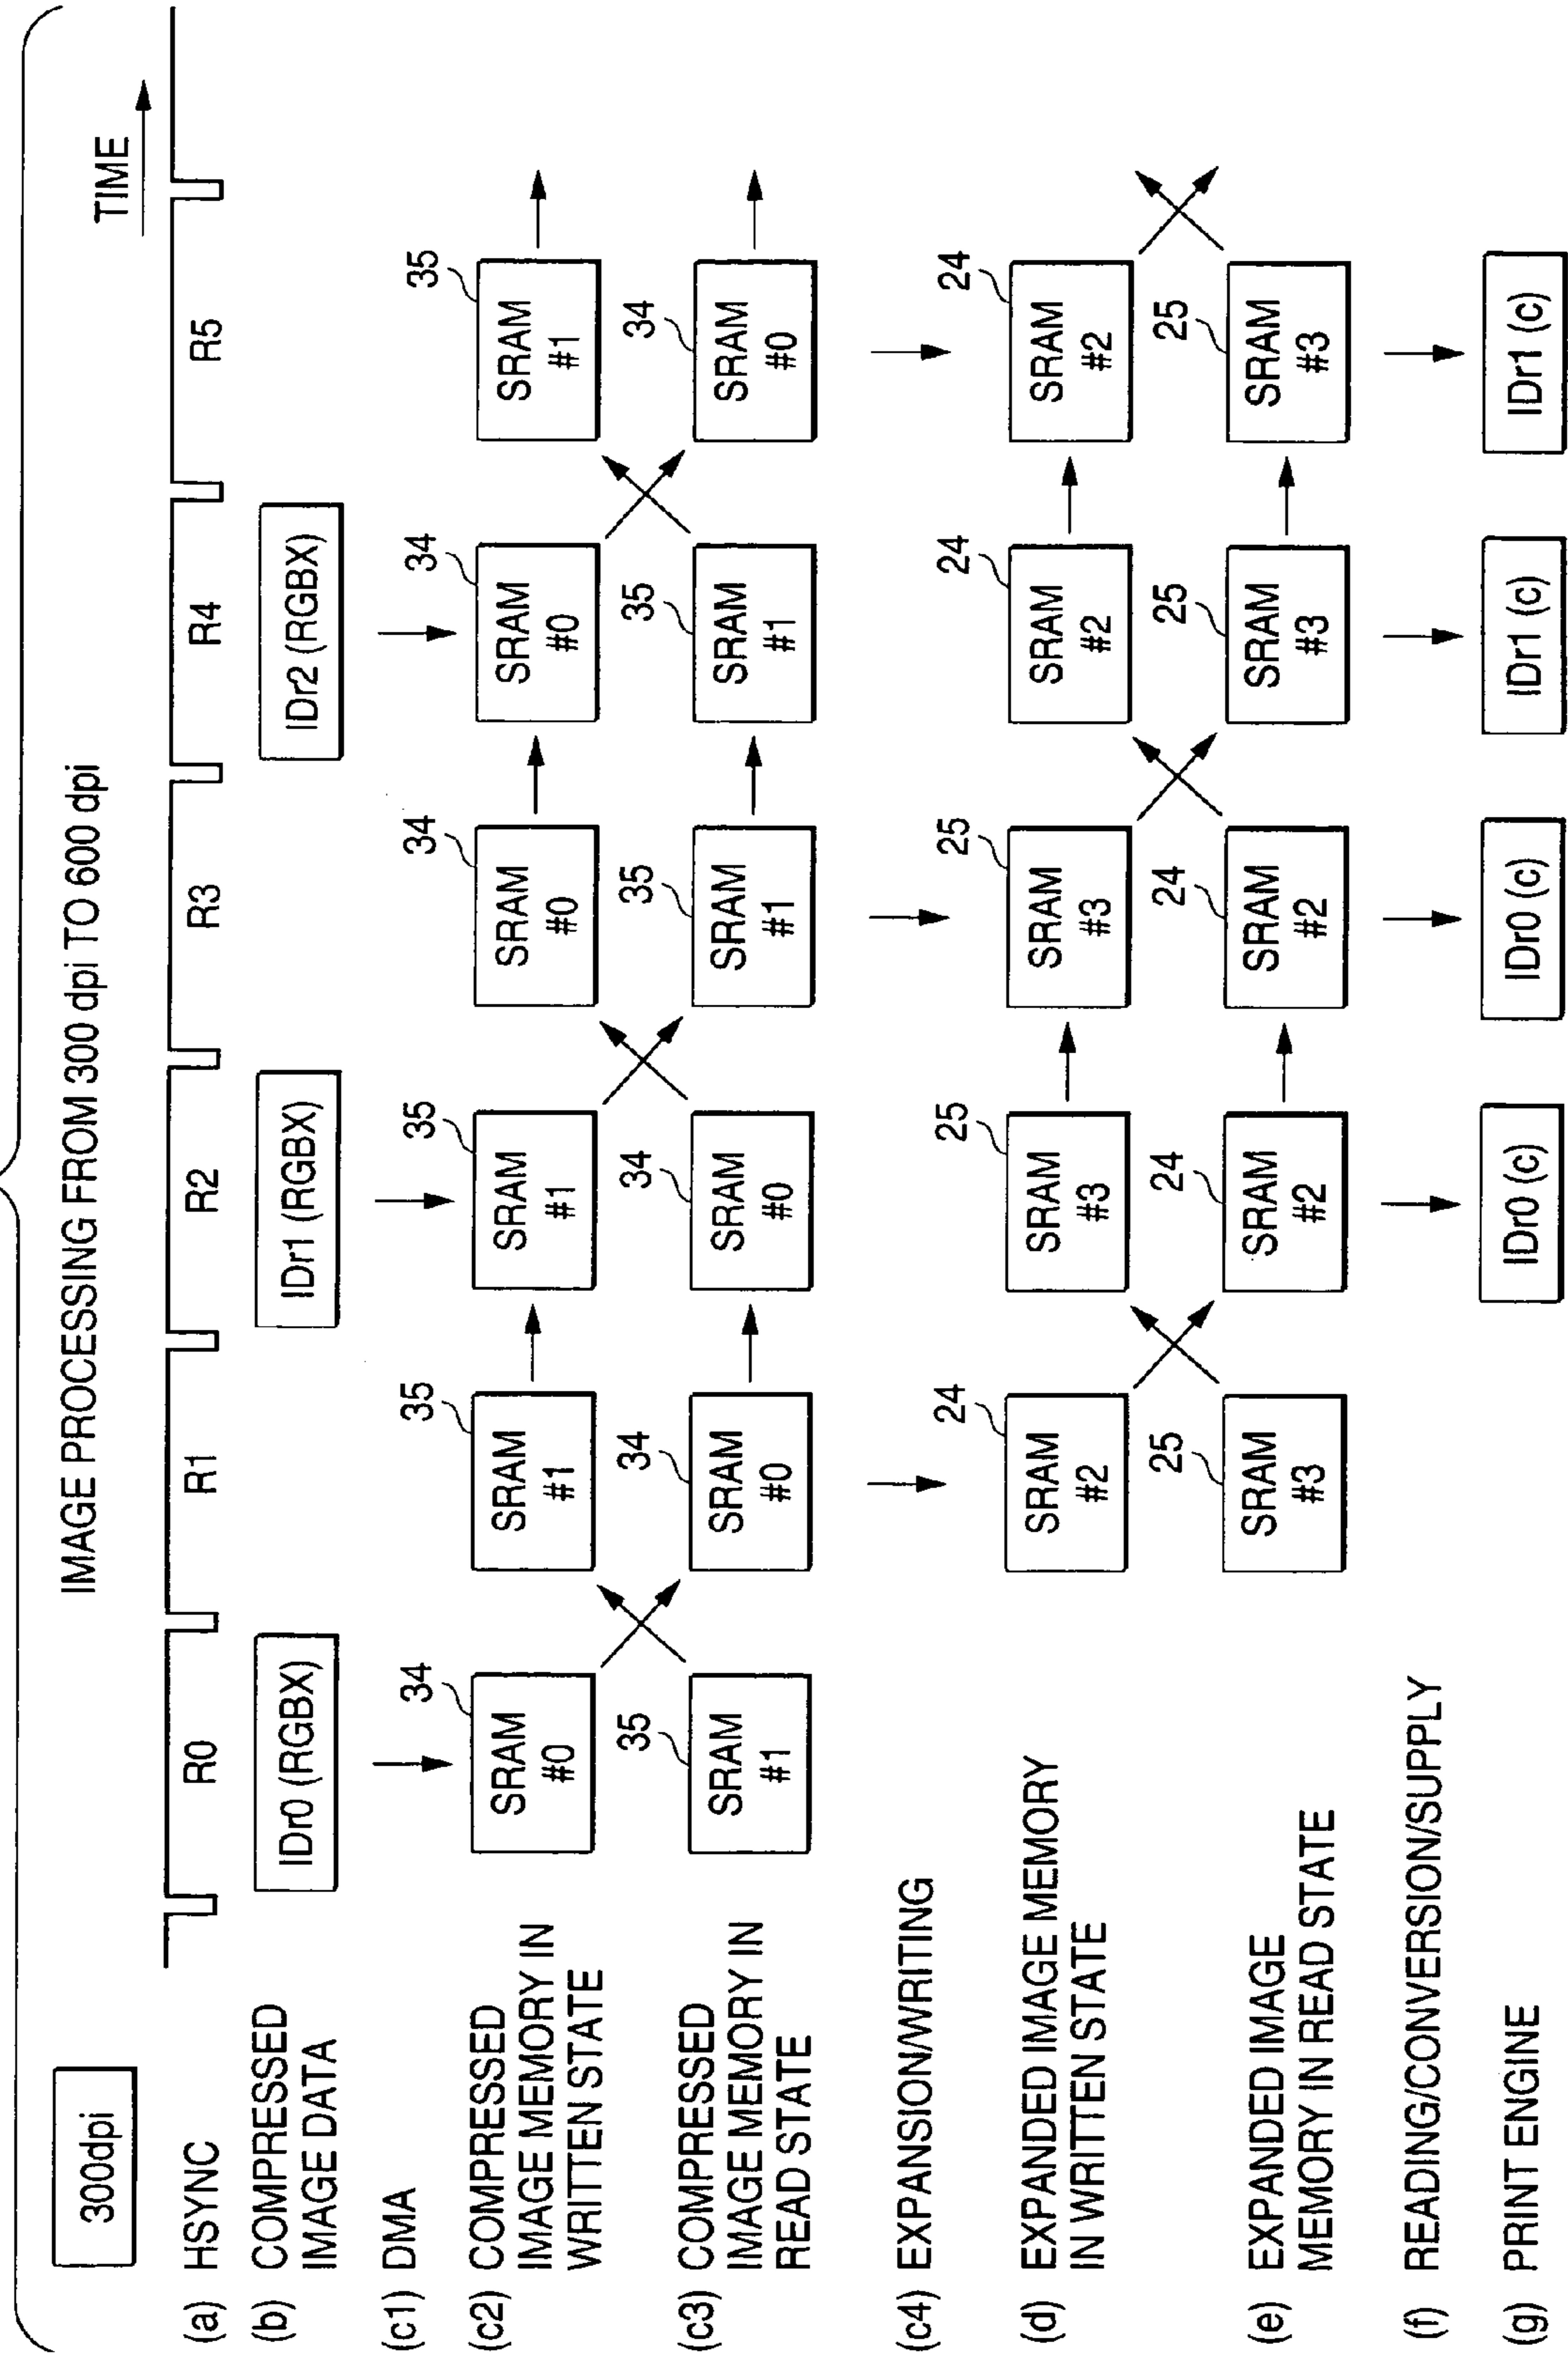 IMAGE PROCESSING FROM 300 dpi TO 600 dpi
300dpi
TIME
(a) HSYNC
R0 R1 R2 R3 R4 R5
(b) COMPRESSED
IMAGE DATA
IDr0 (RGBX) IDr1 (RGBX) IDr2 (RGBX)
(c1) DMA
(c2) COMPRESSED
IMAGE MEMORY IN
WRITTEN STATE
34 35 35 34 34 35
SRAM SRAM SRAM SRAM SRAM SRAM
#0 #1 #1 #0 #0 #1
(c3) COMPRESSED
IMAGE MEMORY IN
READ STATE
35 34 34 35 35 34
SRAM SRAM SRAM SRAM SRAM SRAM
#1 #0 #0 #1 #1 #0
(c4) EXPANSION/WRITING
(d) EXPANDED IMAGE MEMORY
IN WRITTEN STATE
24 25 25 24 24
SRAM SRAM SRAM SRAM SRAM
#2 #3 #3 #2 #2
(e) EXPANDED IMAGE
MEMORY IN READ STATE
25 24 24 25 25
SRAM SRAM SRAM SRAM SRAM
#3 #2 #2 #3 #3
(f) READING/CONVERSION/SUPPLY
(g) PRINT ENGINE
IDr0 (c) IDr0 (c) IDr1 (c) IDr1 (c)